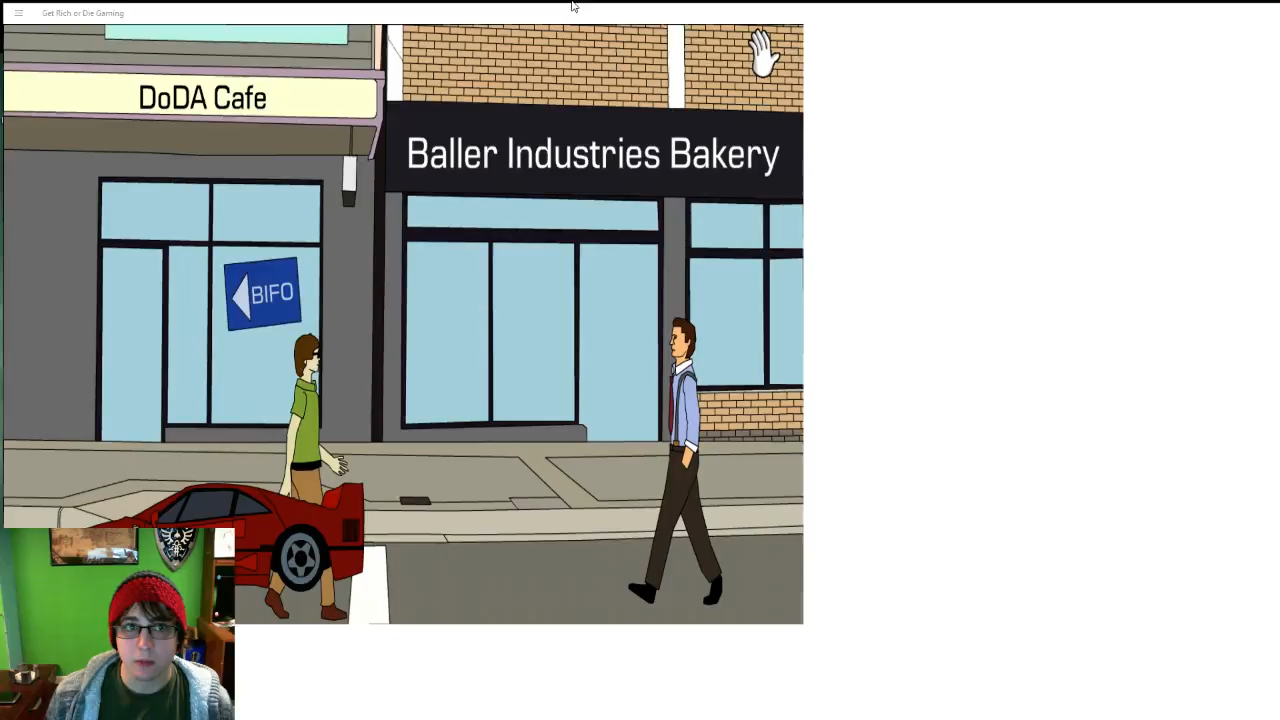 Get Rich or Die Gaming
DoDA Cafe
Baller Industries Bakery
BIFO